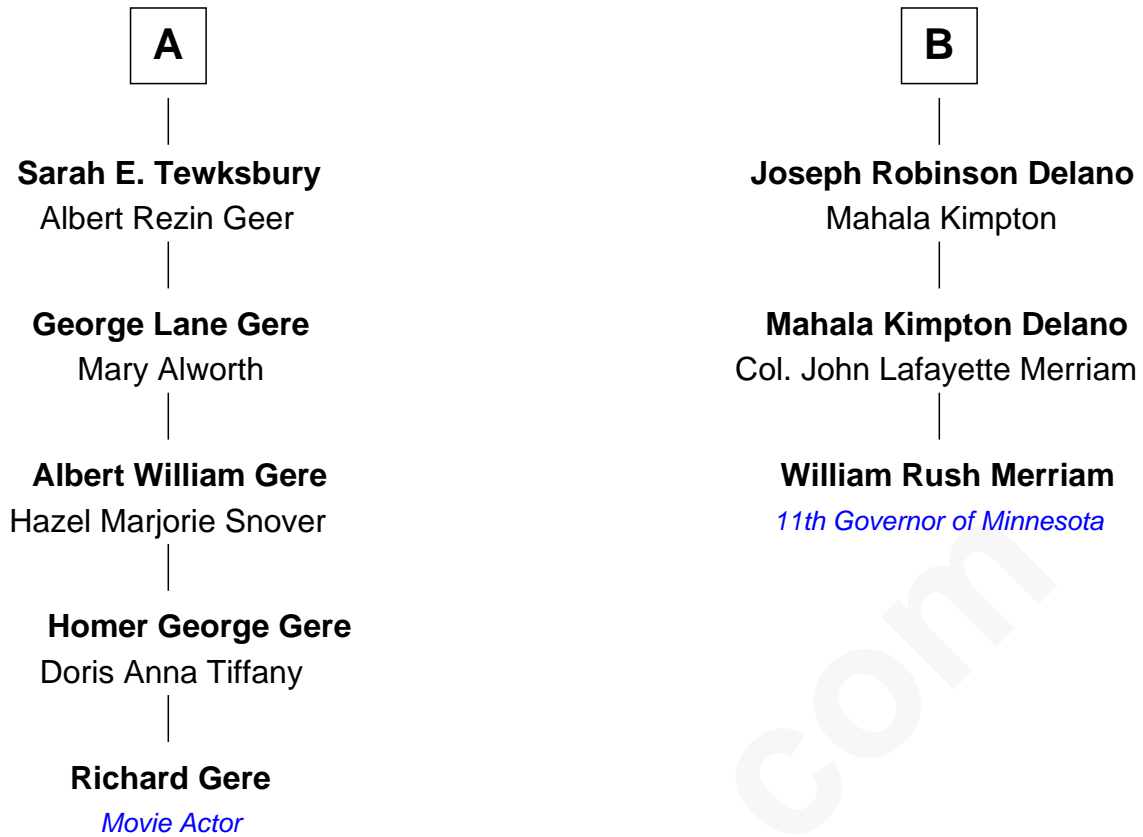 A
Sarah E. Tewksbury
Albert Rezin Geer
George Lane Gere
Mary Alworth
Albert William Gere
Hazel Marjorie Snover
Homer George Gere
Doris Anna Tiffany
Richard Gere
Movie Actor
B
Joseph Robinson Delano
Mahala Kimpton
Mahala Kimpton Delano
Col. John Lafayette Merriam
William Rush Merriam
11th Governor of Minnesota
com